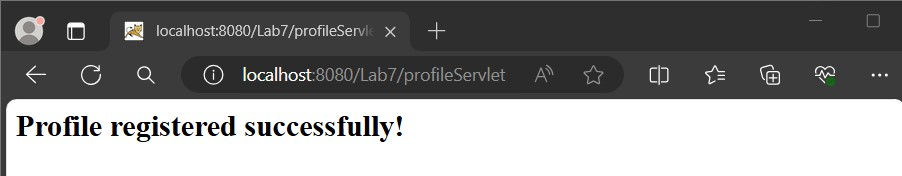 localhost:8080/Lab7/profileServle
localhost:8080/Lab7/profileServlet
Profile registered successfully!